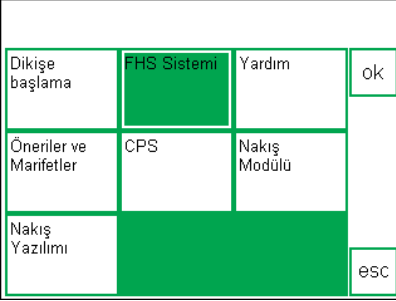 Dikişe
başlama
FHS Sistemi
Yardım
ok
Öneriler ve
Marifetler
CPS
Nakış
Modülü
Nakış
Yazılımı
esc